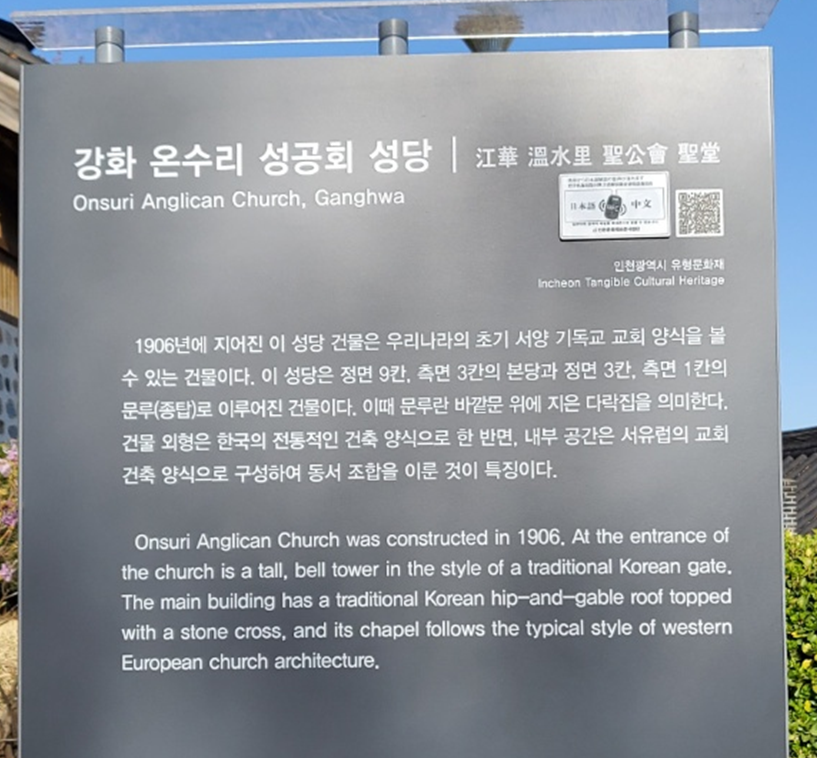 강화 온수리 성공회 성당 | 江華 溫水里 聖公會 聖堂
Onsuri Anglican Church, Ganghwa
日本語 中文
인천광역시 유형문화재
Incheon Tangible Cultural Heritage
1906년에 지어진 이 성당 건물은 우리나라의 초기 서양 기독교 교회 양식을 볼
수 있는 건물이다. 이 성당은 정면 9칸, 측면 3칸의 본당과 정면 3칸, 측면 1칸의
문루(종탑)로 이루어진 건물이다. 이때 문루란 바깥문 위에 지은 다락집을 의미한다.
건물 외형은 한국의 전통적인 건축 양식으로 한 반면, 내부 공간은 서유럽의 교회
건축 양식으로 구성하여 동서 조합을 이룬 것이 특징이다.
Onsuri Anglican Church was constructed in 1906. At the entrance of
the church is a tall, bell tower in the style of a traditional Korean gate.
The main building has a traditional Korean hip-and-gable roof topped
with a stone cross, and its chapel follows the typical style of western
European church architecture.